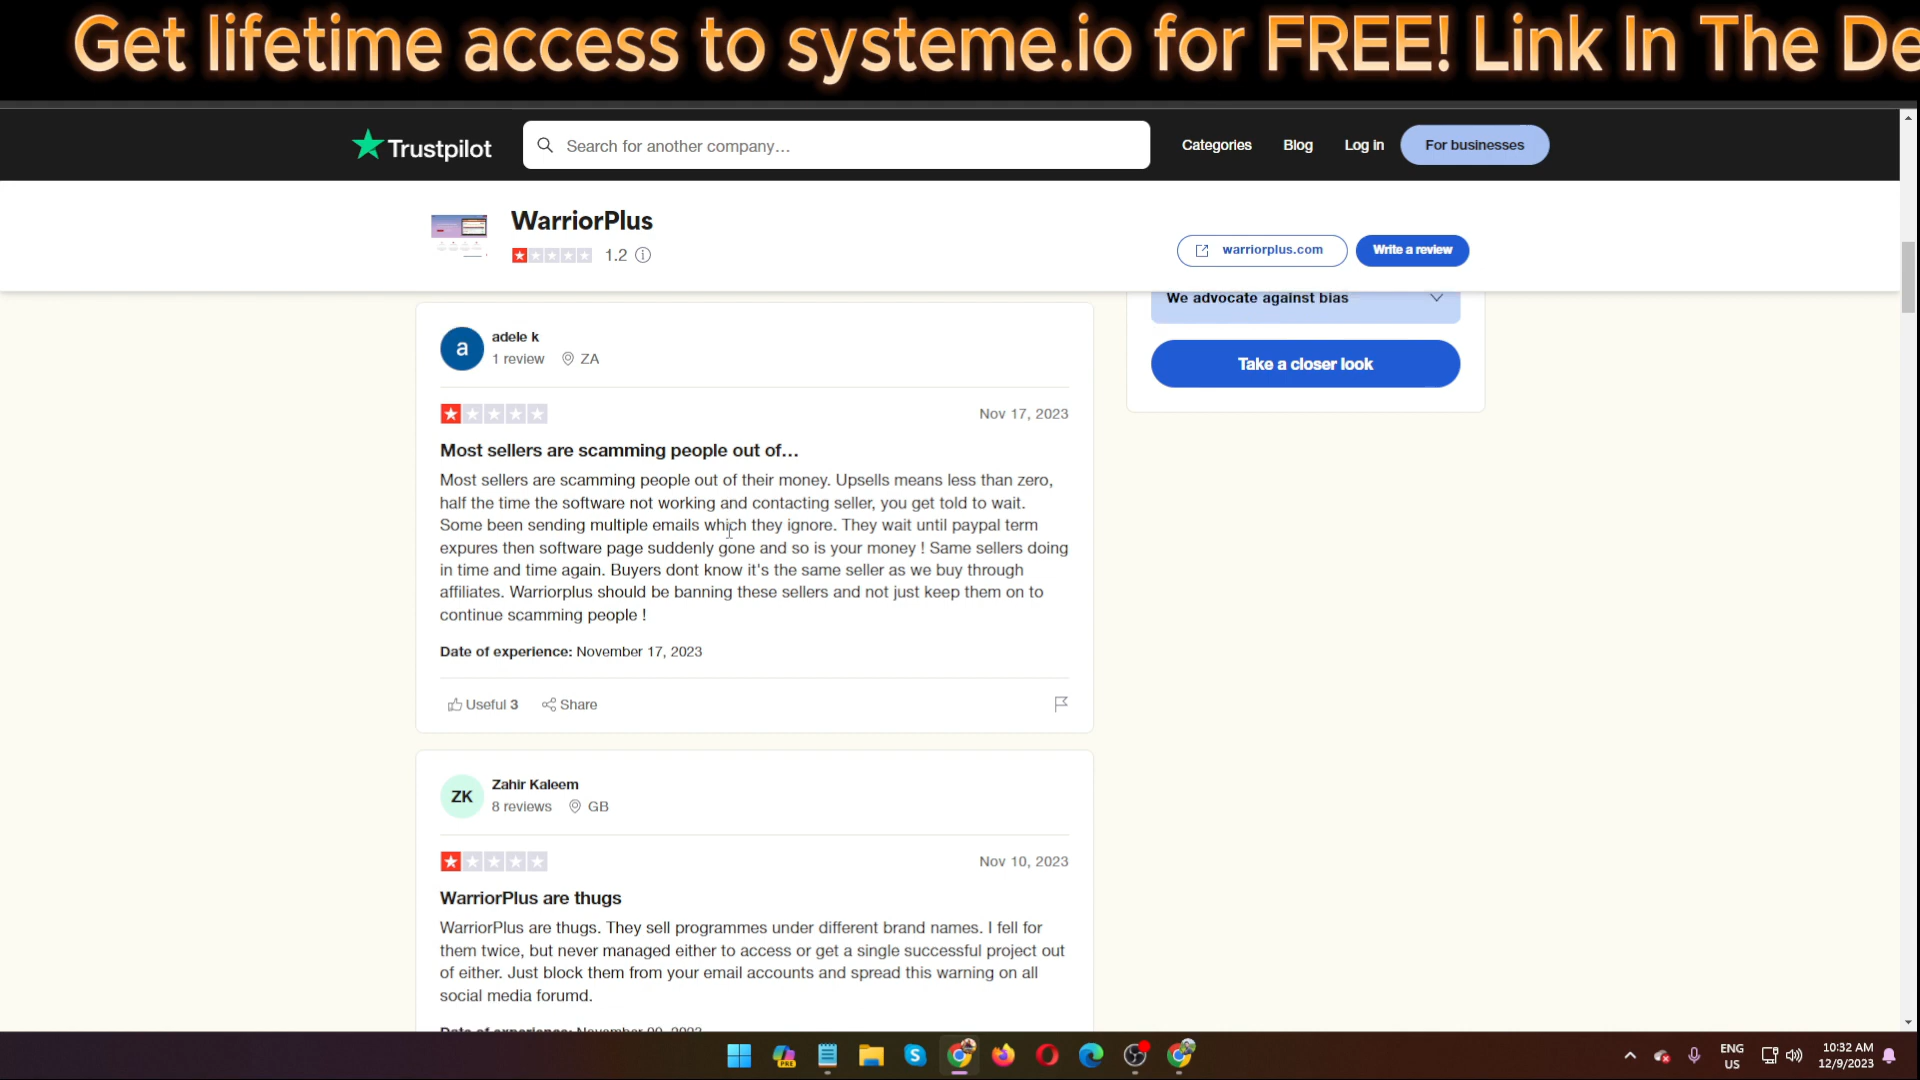 Get lifetime access to systeme.io for FREE! Link In The De
Trustpilot
Search for another company...
Categories
Blog
Log in
For businesses
WarriorPlus
1.2
warriorplus.com
Write a review
We advocate against bias
Take a closer look
a
adele k
1 review
ZA
Nov 17, 2023
Most sellers are scamming people out of...
Most sellers are scamming people out of their money. Upsells means less than zero,
half the time the software not working and contacting seller, you get told to wait.
Some been sending multiple emails which they ignore. They wait until paypal term
expures then software page suddenly gone and so is your money ! Same sellers doing
in time and time again. Buyers dont know it's the same seller as we buy through
affiliates. Warriorplus should be banning these sellers and not just keep them on to
continue scamming people !
Date of experience: November 17, 2023
Useful 3
Share
ZK
Zahir Kaleem
8 reviews
GB
Nov 10, 2023
WarriorPlus are thugs
WarriorPlus are thugs. They sell programmes under different brand names. I fell for
them twice, but never managed either to access or get a single successful project out
of either. Just block them from your email accounts and spread this warning on all
social media forumd.
Date of experience: November 09, 2023
PRE
ENG
US
10:32 AM
12/9/2023